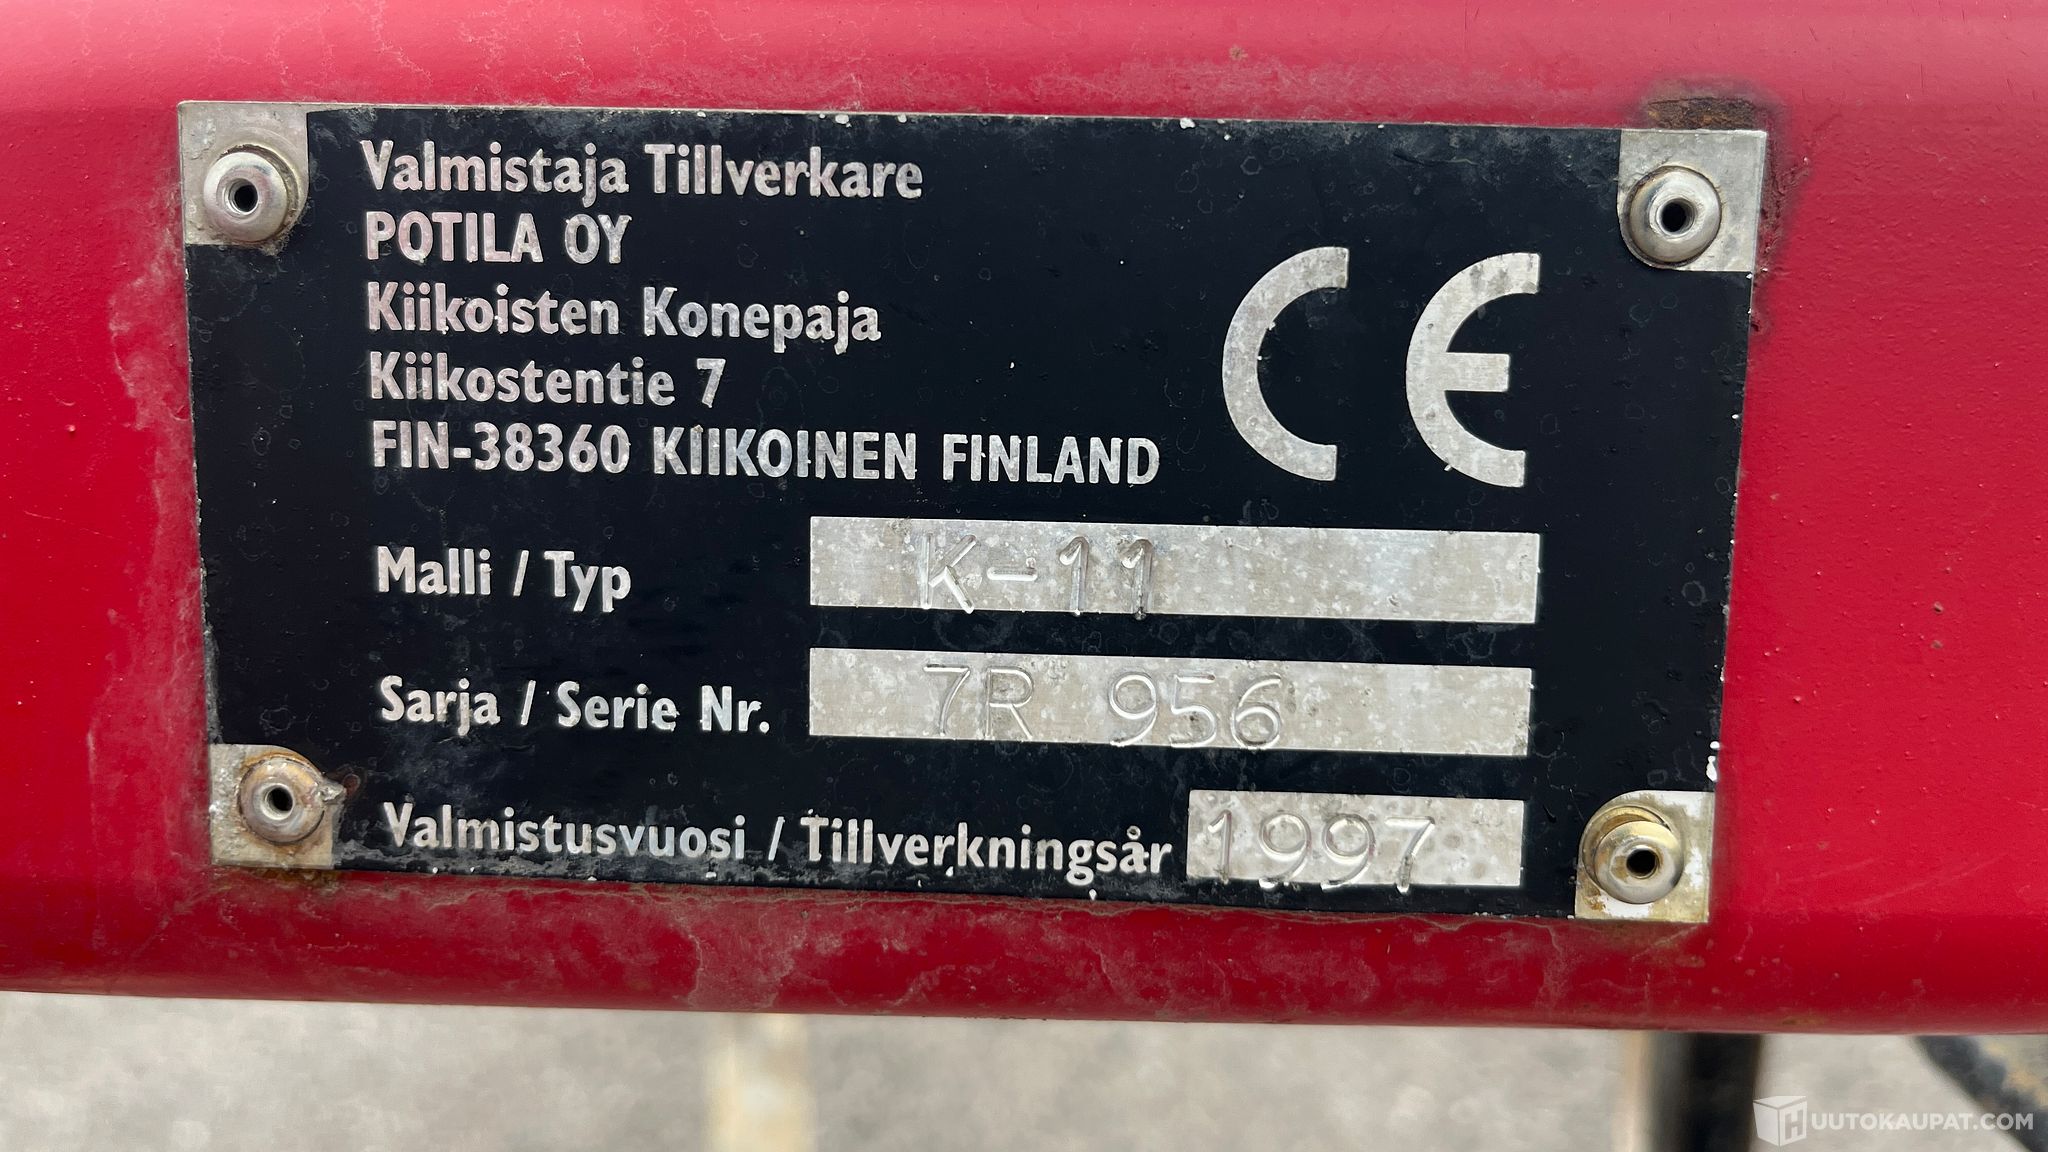 Valmistaja Tillverkare
POTILA OY
Kiikoisten Konepaja
Kiikostentie 7
FIN-38360 KIIKOINEN FINLAND
CE
Malli / Typ K-11
Sarja / Serie Nr. 7R 956
Valmistusvuosi / Tillverkningsår 1997
HUUTOKAUPAT.COM